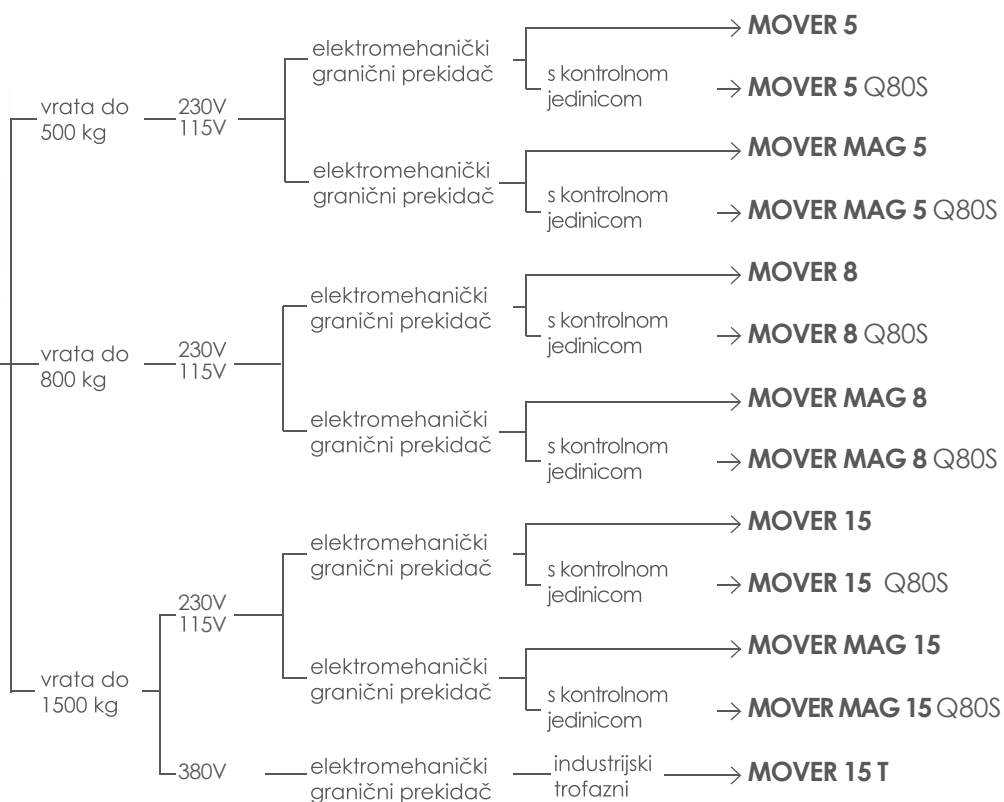 MOVER 5
elektromehanički
granični prekidač
s kontrolnom
jedinicom
MOVER 5 Q80S
vrata do
500 kg
230V
115V
MOVER MAG 5
elektromehanički
granični prekidač
s kontrolnom
jedinicom
MOVER MAG 5 Q80S
MOVER 8
elektromehanički
granični prekidač
s kontrolnom
jedinicom
MOVER 8 Q80S
vrata do
800 kg
230V
115V
MOVER MAG 8
elektromehanički
granični prekidač
s kontrolnom
jedinicom
MOVER MAG 8 Q80S
MOVER 15
elektromehanički
granični prekidač
s kontrolnom
jedinicom
MOVER 15 Q80S
230V
115V
MOVER MAG 15
elektromehanički
granični prekidač
s kontrolnom
jedinicom
MOVER MAG 15 Q80S
vrata do
1500 kg
380V
elektromehanički
granični prekidač
industrijski
trofazni
MOVER 15 T